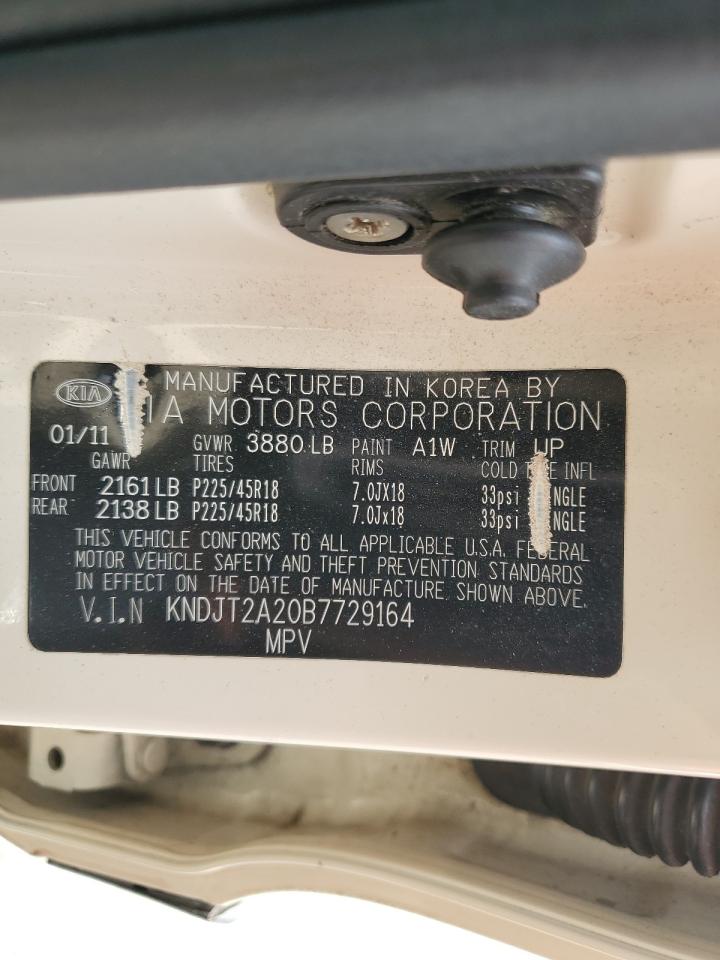 KIA MANUFACTURED IN KOREA BY
MOTORS CORPORATION
01/11 GVWR 3880 LB PAINT A1W TRIM UP
GAWR TIRES RIMS COLD INFL
FRONT 2161 LB P225/45R18 7.0JX18 33psi
REAR 2138 LB P225/45R18 7.0Jx18 33psi
THIS VEHICLE CONFORMS TO ALL APPLICABLE U.S.A. FEDERAL
MOTOR VEHICLE SAFETY AND THEFT PREVENTION STANDARDS
IN EFFECT ON THE DATE OF MANUFACTURE SHOWN ABOVE.
V.I.N KNDJT2A20B7729164
MPV